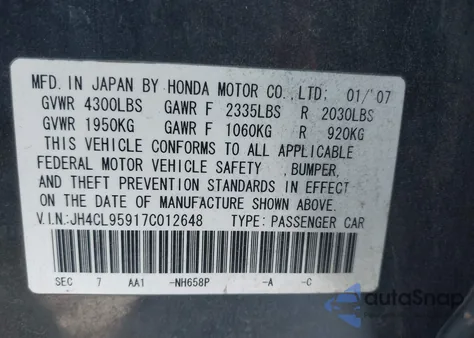 MFD. IN JAPAN BY HONDA MOTOR CO., LTD: 01/'07
GVWR 4300LBS GAWR F 2335LBS R 2030LBS
GVWR 1950KG GAWR F 1060KG R 920KG
THIS VEHICLE CONFORMS TO ALL APPLICABLE
FEDERAL MOTOR VEHICLE SAFETY ,BUMPER,
AND THEFT PREVENTION STANDARDS IN EFFECT
ON THE DATE OF MANUFACTURE SHOWN ABOVE.
V.I.N:JH4CL95917C012648 TYPE: PASSENGER CAR
SEC 7 AA1 -NH658P -A -C
autaSnap